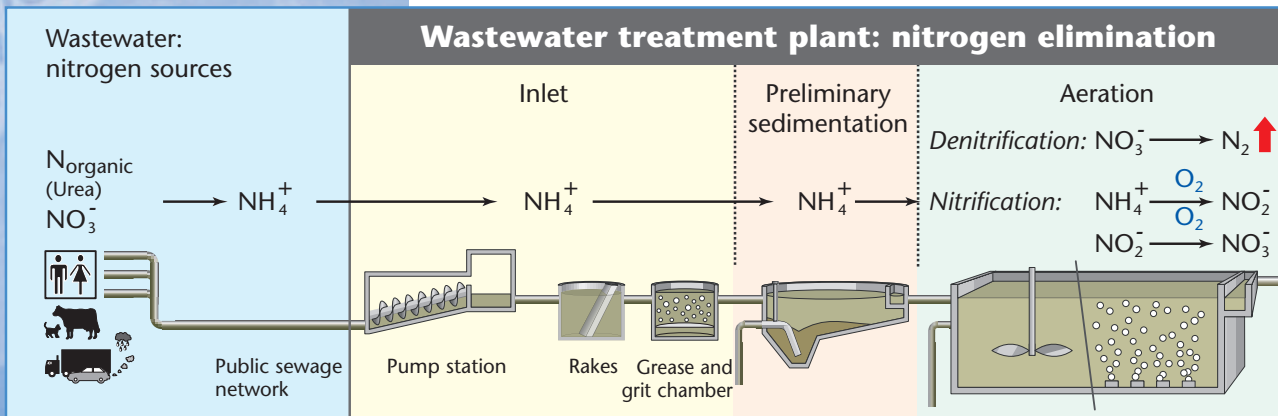 Wastewater:
nitrogen sources
Wastewater treatment plant: nitrogen elimination
Inlet
Preliminary
sedimentation
Aeration
Denitrification: NO₃⁻ → N₂
N organic
(Urea)
NO₃⁻
→ NH₄⁺
→ NH₄⁺
→ NH₄⁺
→ Nitrification: NH₄⁺ → NO₂⁻
O₂
NO₂⁻ → NO₃⁻
O₂
Public sewage
network
Pump station
Rakes
Grease and
grit chamber